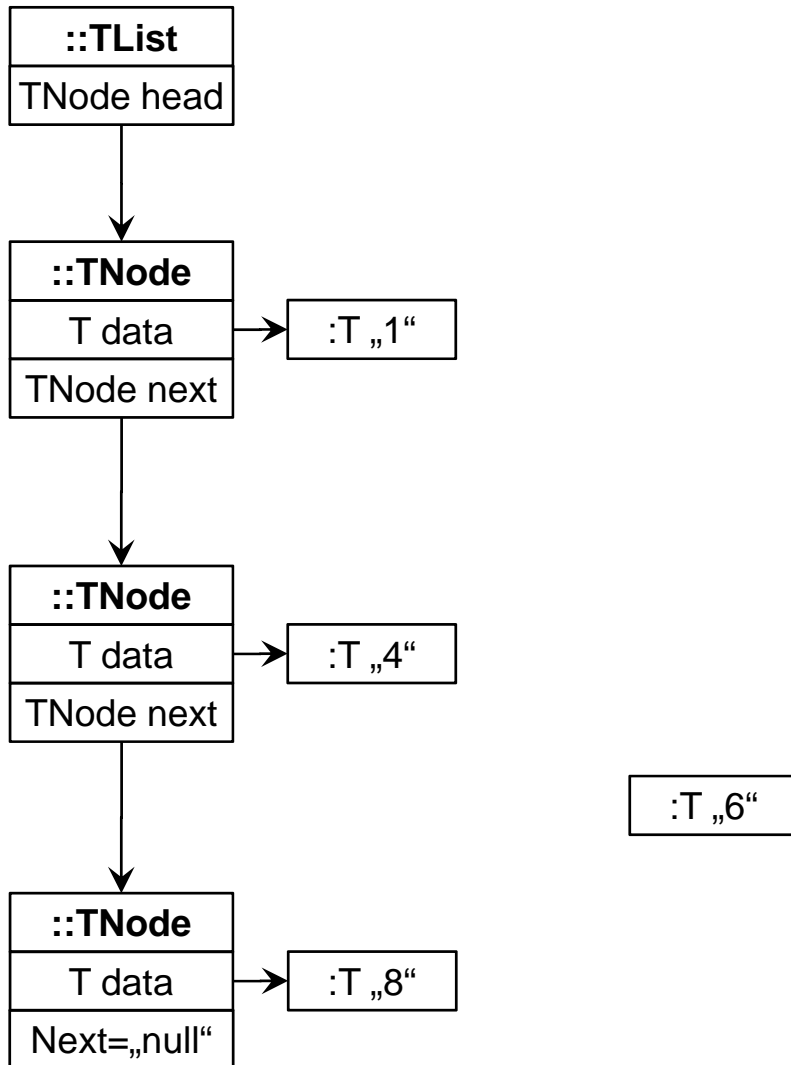 ::TList
TNode head
::TNode
T data
:T „1“
TNode next
::TNode
T data
:T „4“
TNode next
:T „6“
::TNode
T data
:T „8“
Next=„null“